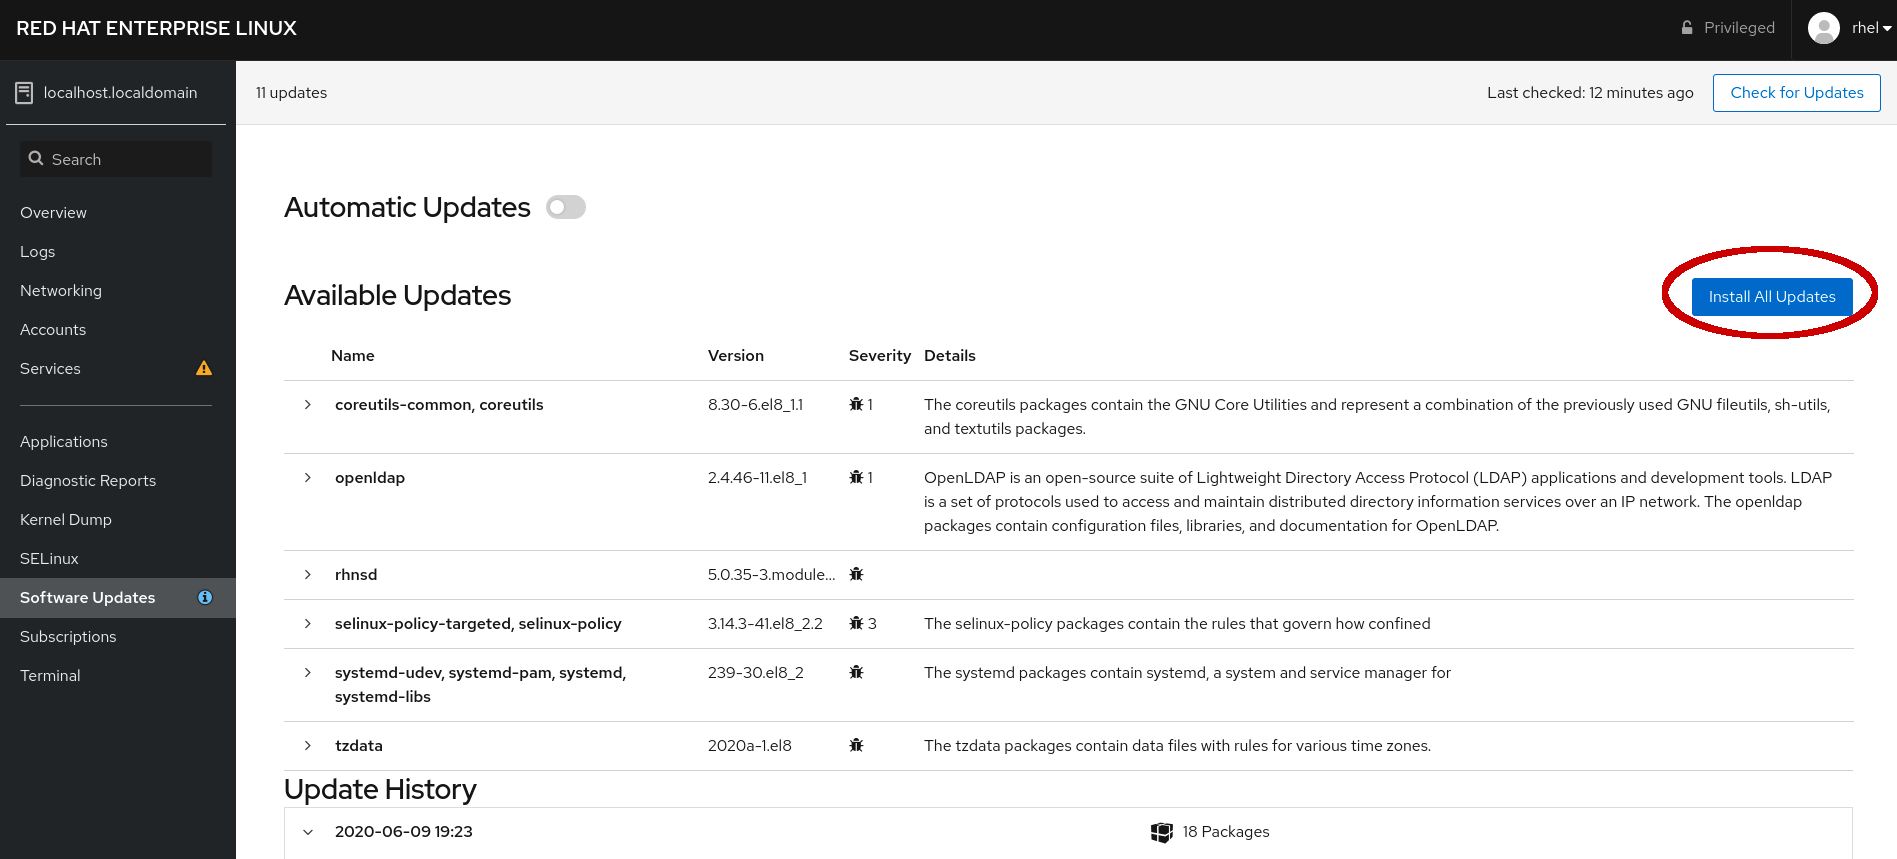 RED HAT ENTERPRISE LINUX
Privileged
rhel
localhost.localdomain
Search
Overview
Logs
Networking
Accounts
Services
Applications
Diagnostic Reports
Kernel Dump
SELinux
Software Updates
Subscriptions
Terminal
11 updates
Last checked: 12 minutes ago
Check for Updates
Automatic Updates
Available Updates
Install All Updates
Name Version Severity Details
coreutils-common, coreutils 8.30-6.el8_1.1 1 The coreutils packages contain the GNU Core Utilities and represent a combination of the previously used GNU fileutils, sh-utils,
and textutils packages.
openldap 2.4.46-11.el8_1 1 OpenLDAP is an open-source suite of Lightweight Directory Access Protocol (LDAP) applications and development tools. LDAP
is a set of protocols used to access and maintain distributed directory information services over an IP network. The openldap
packages contain configuration files, libraries, and documentation for OpenLDAP.
rhnsd 5.0.35-3.module...
selinux-policy-targeted, selinux-policy 3.14.3-41.el8_2.2 3 The selinux-policy packages contain the rules that govern how confined
systemd-udev, systemd-pam, systemd, 239-30.el8_2 The systemd packages contain systemd, a system and service manager for
systemd-libs
tzdata 2020a-1.el8 The tzdata packages contain data files with rules for various time zones.
Update History
2020-06-09 19:23 18 Packages